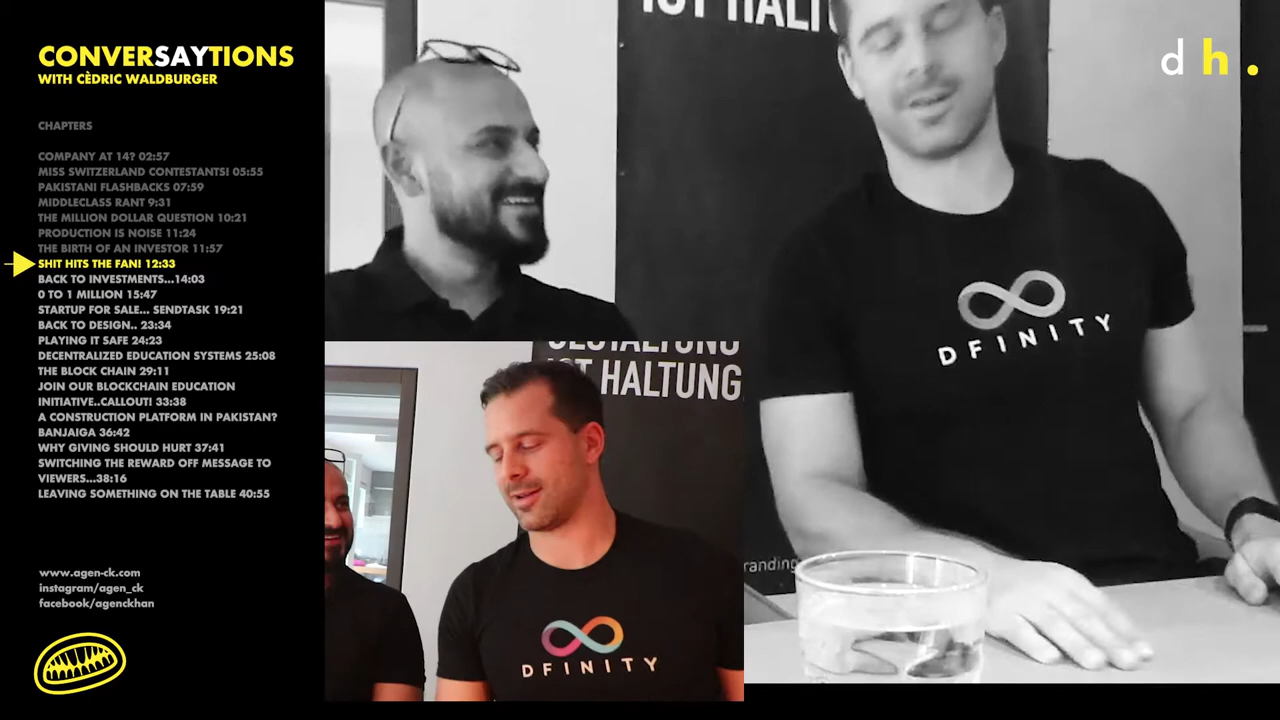 CONVERSAYTIONS
WITH CÈDRIC WALDBURGER
CHAPTERS
COMPANY AT 14? 02:57
MISS SWITZERLAND CONTESTANTS! 05:55
PAKISTANI FLASHBACKS 07:59
MIDDLECLASS RANT 9:31
THE MILLION DOLLAR QUESTION 10:21
PRODUCTION IS NOISE 11:24
THE BIRTH OF AN INVESTOR 11:57
SHIT HITS THE FAN! 12:33
BACK TO INVESTMENTS...14:03
0 TO 1 MILLION 15:47
STARTUP FOR SALE... SENDTASK 19:21
BACK TO DESIGN.. 23:34
PLAYING IT SAFE 24:23
DECENTRALIZED EDUCATION SYSTEMS 25:08
THE BLOCK CHAIN 29:11
JOIN OUR BLOCKCHAIN EDUCATION
INITIATIVE..CALLOUT! 33:38
A CONSTRUCTION PLATFORM IN PAKISTAN?
BANJAIGA 36:42
WHY GIVING SHOULD HURT 37:41
SWITCHING THE REWARD OFF MESSAGE TO
VIEWERS...38:16
LEAVING SOMETHING ON THE TABLE 40:55
www.agen-ck.com
instagram/agen_ck
facebook/agenckhan
IST HALTU
d h .
DFINITY
GESTALTUNG
IST HALTUNG
DFINITY
randing